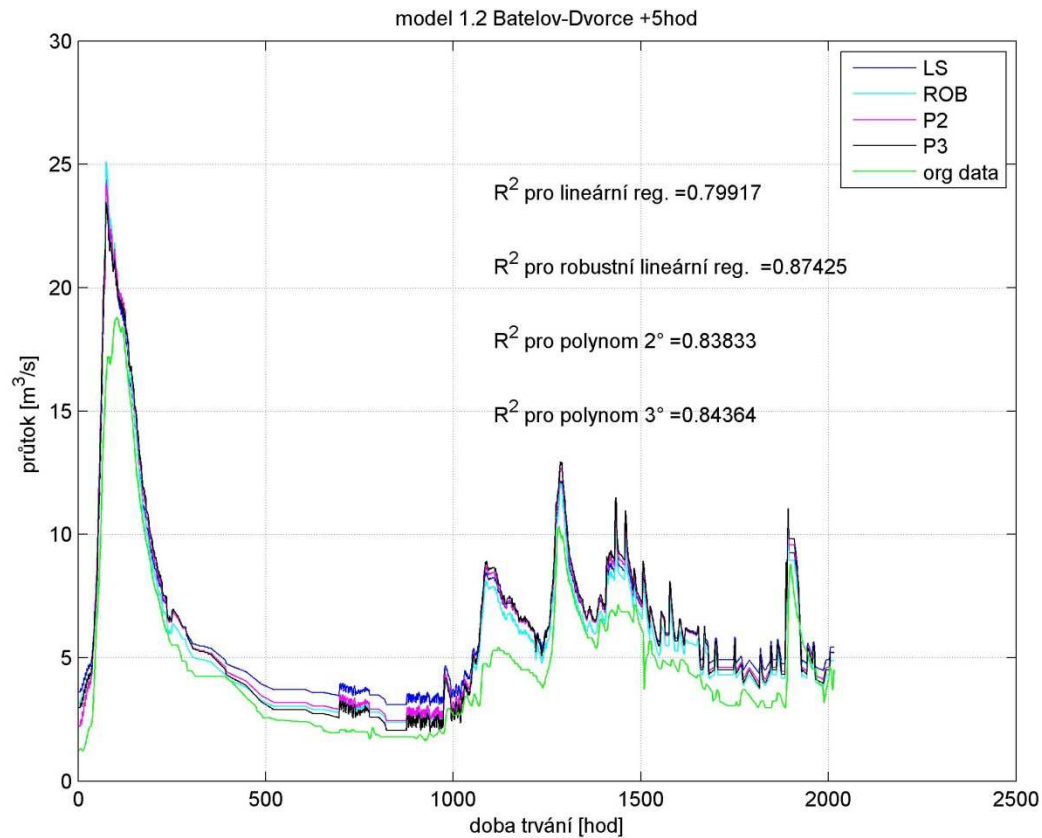 model 1.2 Batelov-Dvorce +5hod
30
25
20
15
10
5
0
průtok [m³/s]
LS
ROB
P2
P3
org data
R² pro lineární reg. =0.79917
R² pro robustní lineární reg. =0.87425
R² pro polynom 2° =0.83833
R² pro polynom 3° =0.84364
0 500 1000 1500 2000 2500
doba trvání [hod]